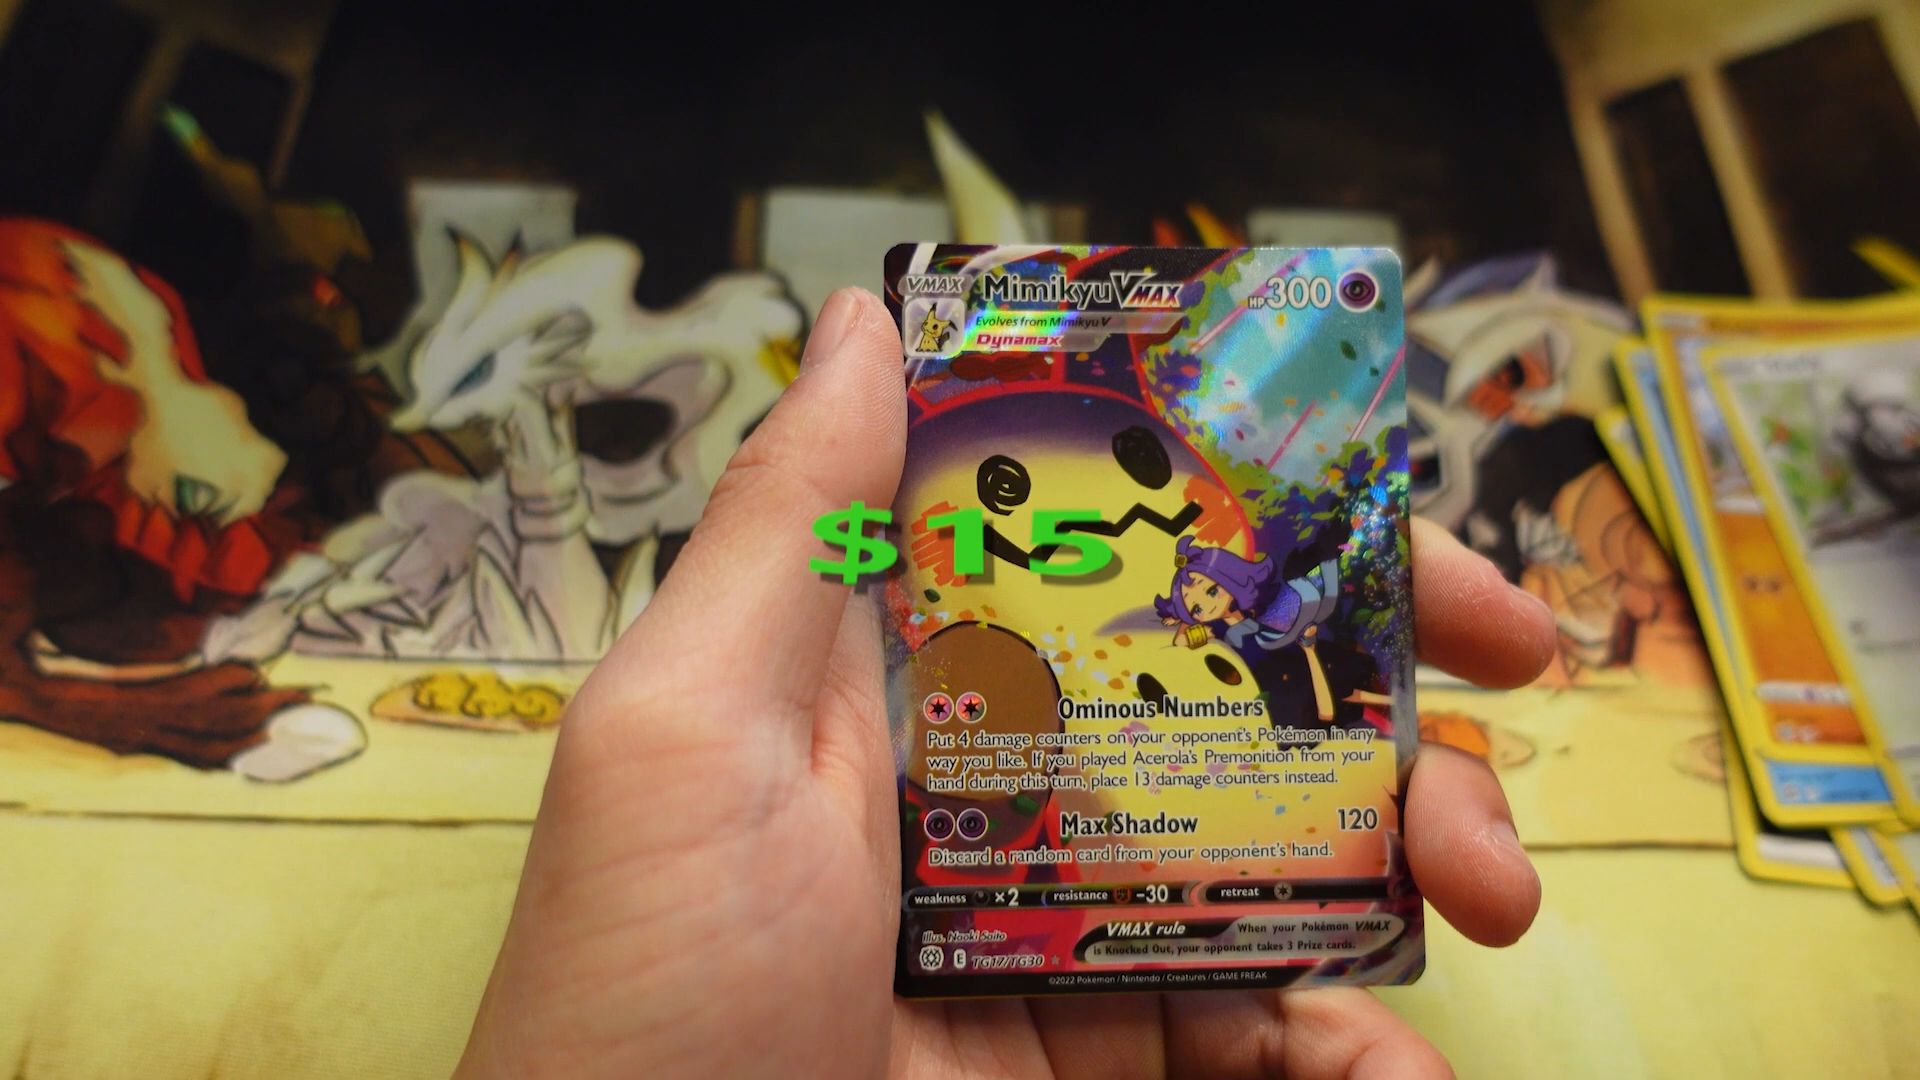 VMAX Mimikyu VMAX HP 300
Evolves from Mimikyu V
Dynamax
$15
Ominous Numbers
Put 4 damage counters on your opponent's Pokémon in any
way you like. If you played Acerola's Premonition from your
hand during this turn, place 13 damage counters instead.
Max Shadow 120
Discard a random card from your opponent's hand.
weakness ×2 resistance -30 retreat
VMAX rule When your Pokémon VMAX
is Knocked Out, your opponent takes 3 Prize cards.
Illus. Naoki Saito
E TG17/TG30
©2022 Pokémon / Nintendo / Creatures / GAME FREAK